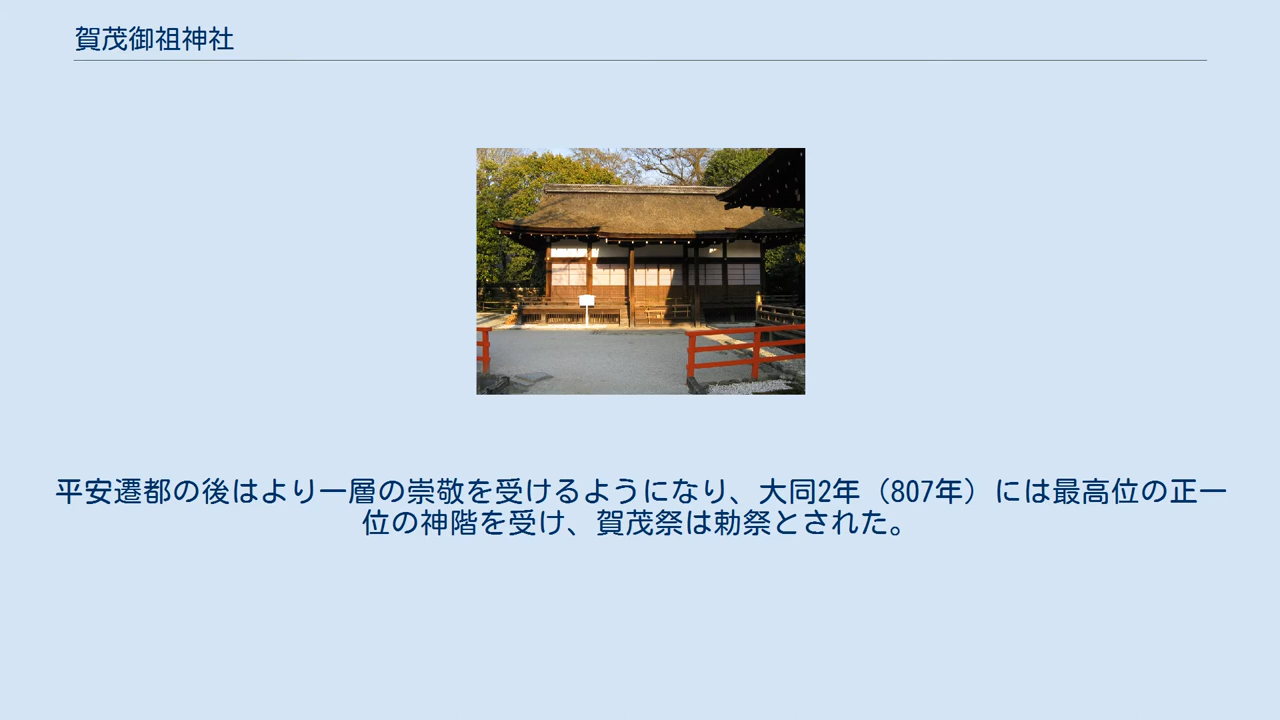 賀茂御祖神社
平安遷都の後はより一層の崇敬を受けるようになり、大同2年（807年）には最高位の正一
位の神階を受け、賀茂祭は勅祭とされた。